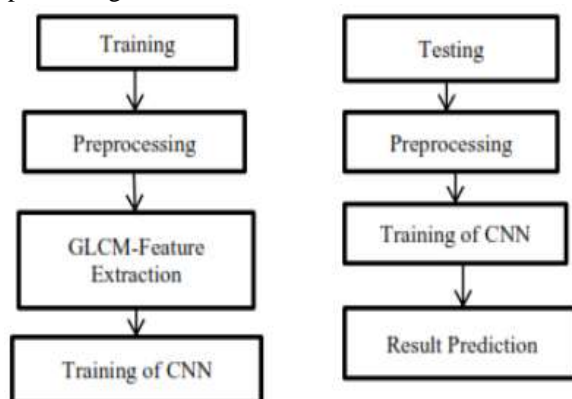 Training
Preprocessing
GLCM-Feature
Extraction
Training of CNN
Testing
Preprocessing
Training of CNN
Result Prediction